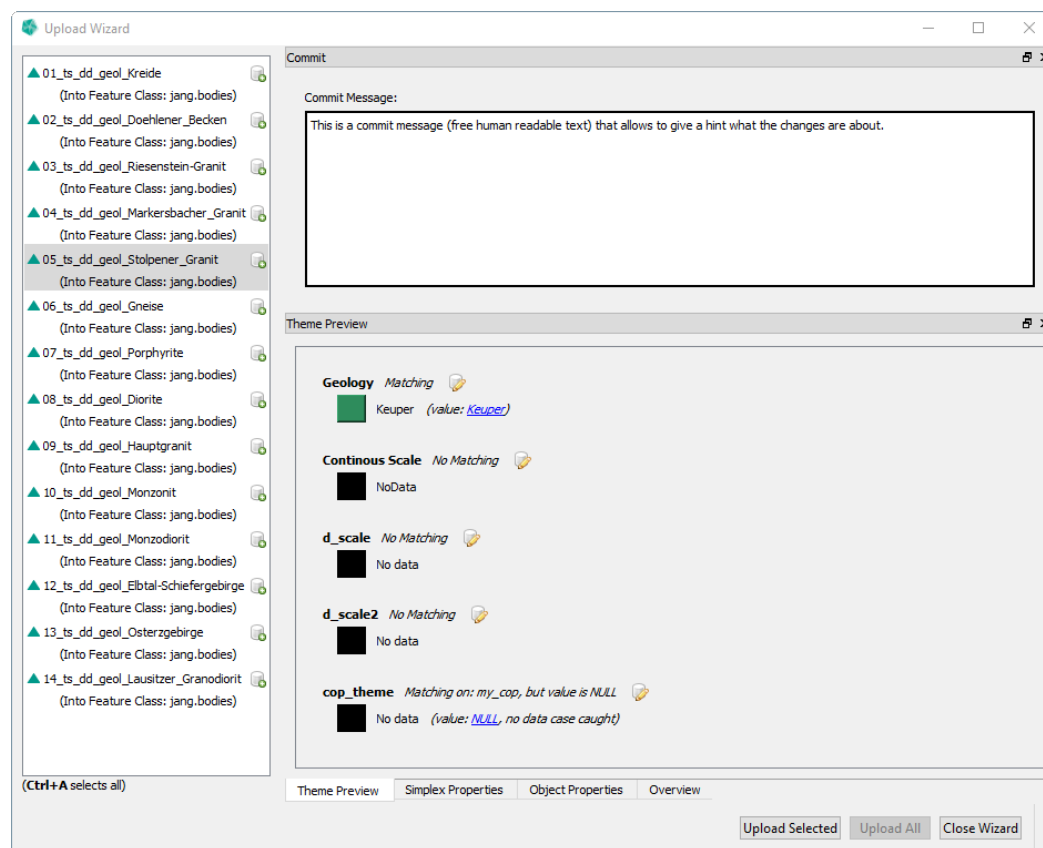 Upload Wizard
01_ts_dd_geol_Kreide
(Into Feature Class: jang.bodies)
02_ts_dd_geol_Doehlener_Becken
(Into Feature Class: jang.bodies)
03_ts_dd_geol_Riesenstein-Granit
(Into Feature Class: jang.bodies)
04_ts_dd_geol_Markersbacher_Granit
(Into Feature Class: jang.bodies)
05_ts_dd_geol_Stolpener_Granit
(Into Feature Class: jang.bodies)
06_ts_dd_geol_Gneise
(Into Feature Class: jang.bodies)
07_ts_dd_geol_Porphyrite
(Into Feature Class: jang.bodies)
08_ts_dd_geol_Diorite
(Into Feature Class: jang.bodies)
09_ts_dd_geol_Hauptgranit
(Into Feature Class: jang.bodies)
10_ts_dd_geol_Monzonit
(Into Feature Class: jang.bodies)
11_ts_dd_geol_Monzodiorit
(Into Feature Class: jang.bodies)
12_ts_dd_geol_Elbtal-Schiefergebirge
(Into Feature Class: jang.bodies)
13_ts_dd_geol_Osterzgebirge
(Into Feature Class: jang.bodies)
14_ts_dd_geol_Lausitzer_Granodiorit
(Into Feature Class: jang.bodies)
(Ctrl+A selects all)
Commit
Commit Message:
This is a commit message (free human readable text) that allows to give a hint what the changes are about.
Theme Preview
Geology Matching
Keuper (value: Keuper)
Continous Scale No Matching
NoData
d_scale No Matching
No data
d_scale2 No Matching
No data
cop_theme Matching on: my_cop, but value is NULL
No data (value: NULL, no data case caught)
Theme Preview Simplex Properties Object Properties Overview
Upload Selected Upload All Close Wizard